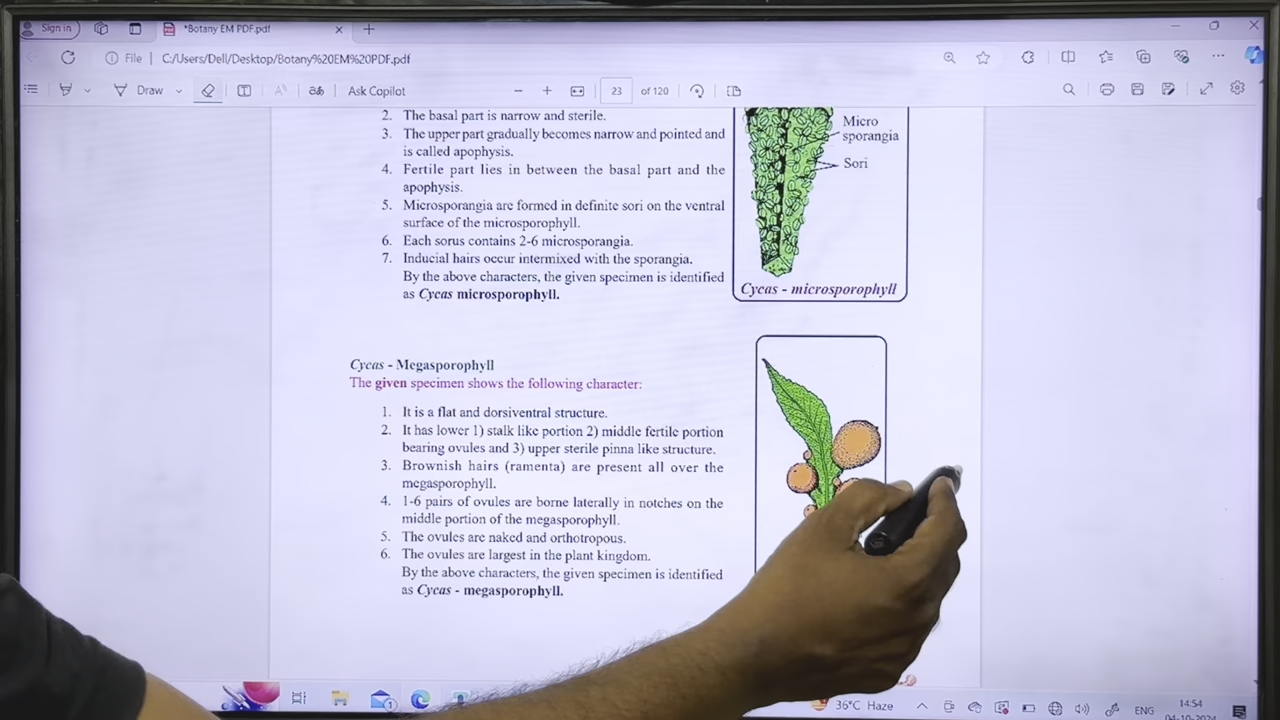 Sign in
*Botany EM PDF.pdf
File | C:/Users/Dell/Desktop/Botany%20EM%20PDF.pdf
Draw
Ask Copilot
23 of 120
2. The basal part is narrow and sterile.
3. The upper part gradually becomes narrow and pointed and
is called apophysis.
4. Fertile part lies in between the basal part and the
apophysis.
5. Microsporangia are formed in definite sori on the ventral
surface of the microsporophyll.
6. Each sorus contains 2-6 microsporangia.
7. Inducial hairs occur intermixed with the sporangia.
By the above characters, the given specimen is identified
as Cycas microsporophyll.
Micro
sporangia
Sori
Cycas - microsporophyll
Cycas - Megasporophyll
The given specimen shows the following character:
1. It is a flat and dorsiventral structure.
2. It has lower 1) stalk like portion 2) middle fertile portion
bearing ovules and 3) upper sterile pinna like structure.
3. Brownish hairs (ramenta) are present all over the
megasporophyll.
4. 1-6 pairs of ovules are borne laterally in notches on the
middle portion of the megasporophyll.
5. The ovules are naked and orthotropous.
6. The ovules are largest in the plant kingdom.
By the above characters, the given specimen is identified
as Cycas - megasporophyll.
36°C Haze
ENG
14:54
04-10-2024